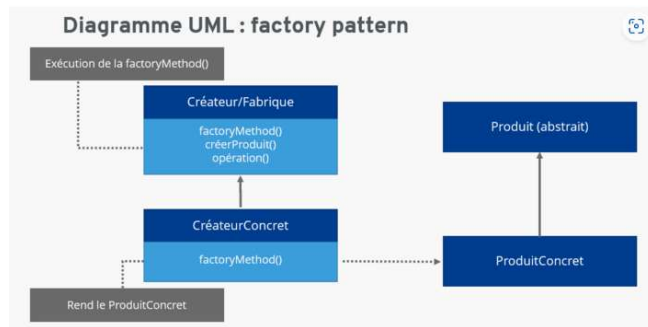 Diagramme UML : factory pattern
Exécution de la factoryMethod()
Créateur/Fabrique
factoryMethod()
créerProduit()
opération()
Produit (abstrait)
CréateurConcret
factoryMethod()
ProduitConcret
Rend le ProduitConcret